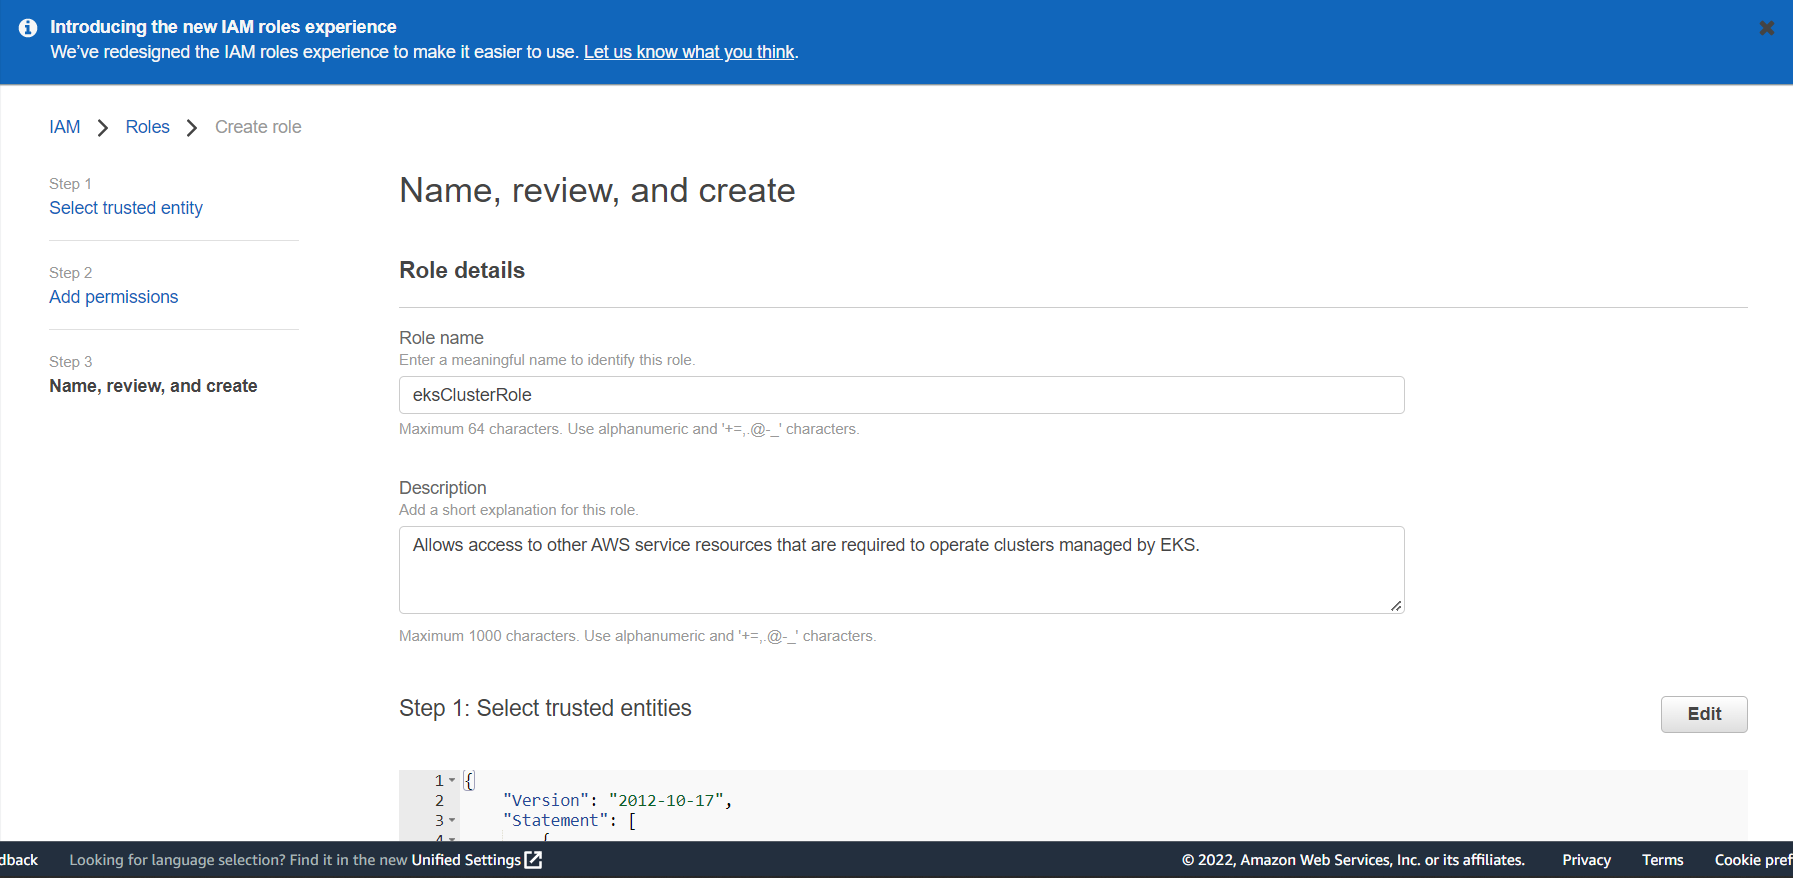 Introducing the new IAM roles experience
We've redesigned the IAM roles experience to make it easier to use. Let us know what you think.
IAM > Roles > Create role
Step 1
Select trusted entity
Step 2
Add permissions
Step 3
Name, review, and create
Name, review, and create
Role details
Role name
Enter a meaningful name to identify this role.
eksClusterRole
Maximum 64 characters. Use alphanumeric and '+=,.@-_' characters.
Description
Add a short explanation for this role.
Allows access to other AWS service resources that are required to operate clusters managed by EKS.
Maximum 1000 characters. Use alphanumeric and '+=,.@-_' characters.
Step 1: Select trusted entities
Edit
1 {
2 "Version": "2012-10-17",
3 "Statement": [
4 {
dback Looking for language selection? Find it in the new Unified Settings © 2022, Amazon Web Services, Inc. or its affiliates. Privacy Terms Cookie pref